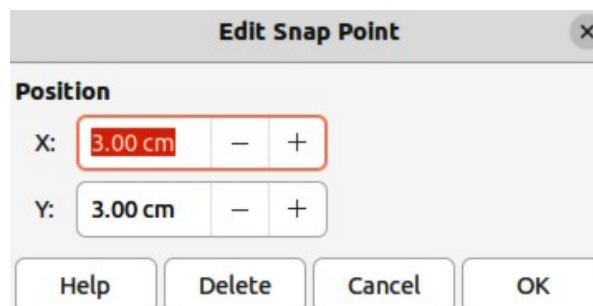 Edit Snap Point
Position
X: 3.00 cm − +
Y: 3.00 cm − +
Help Delete Cancel OK